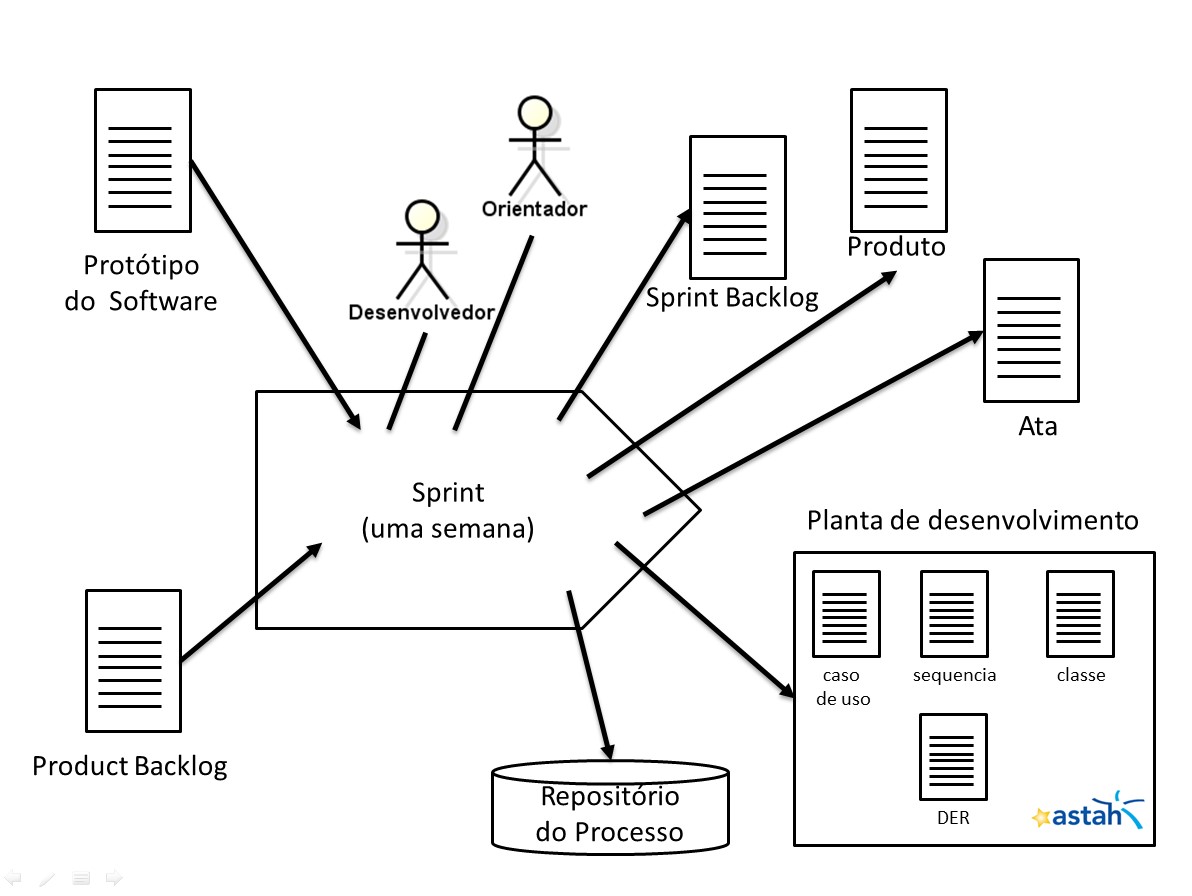 Orientador
Desenvolvedor
Protótipo
do Software
Sprint Backlog
Produto
Ata
Sprint
(uma semana)
Planta de desenvolvimento
caso
de uso
sequencia
classe
DER
astah
Product Backlog
Repositório
do Processo